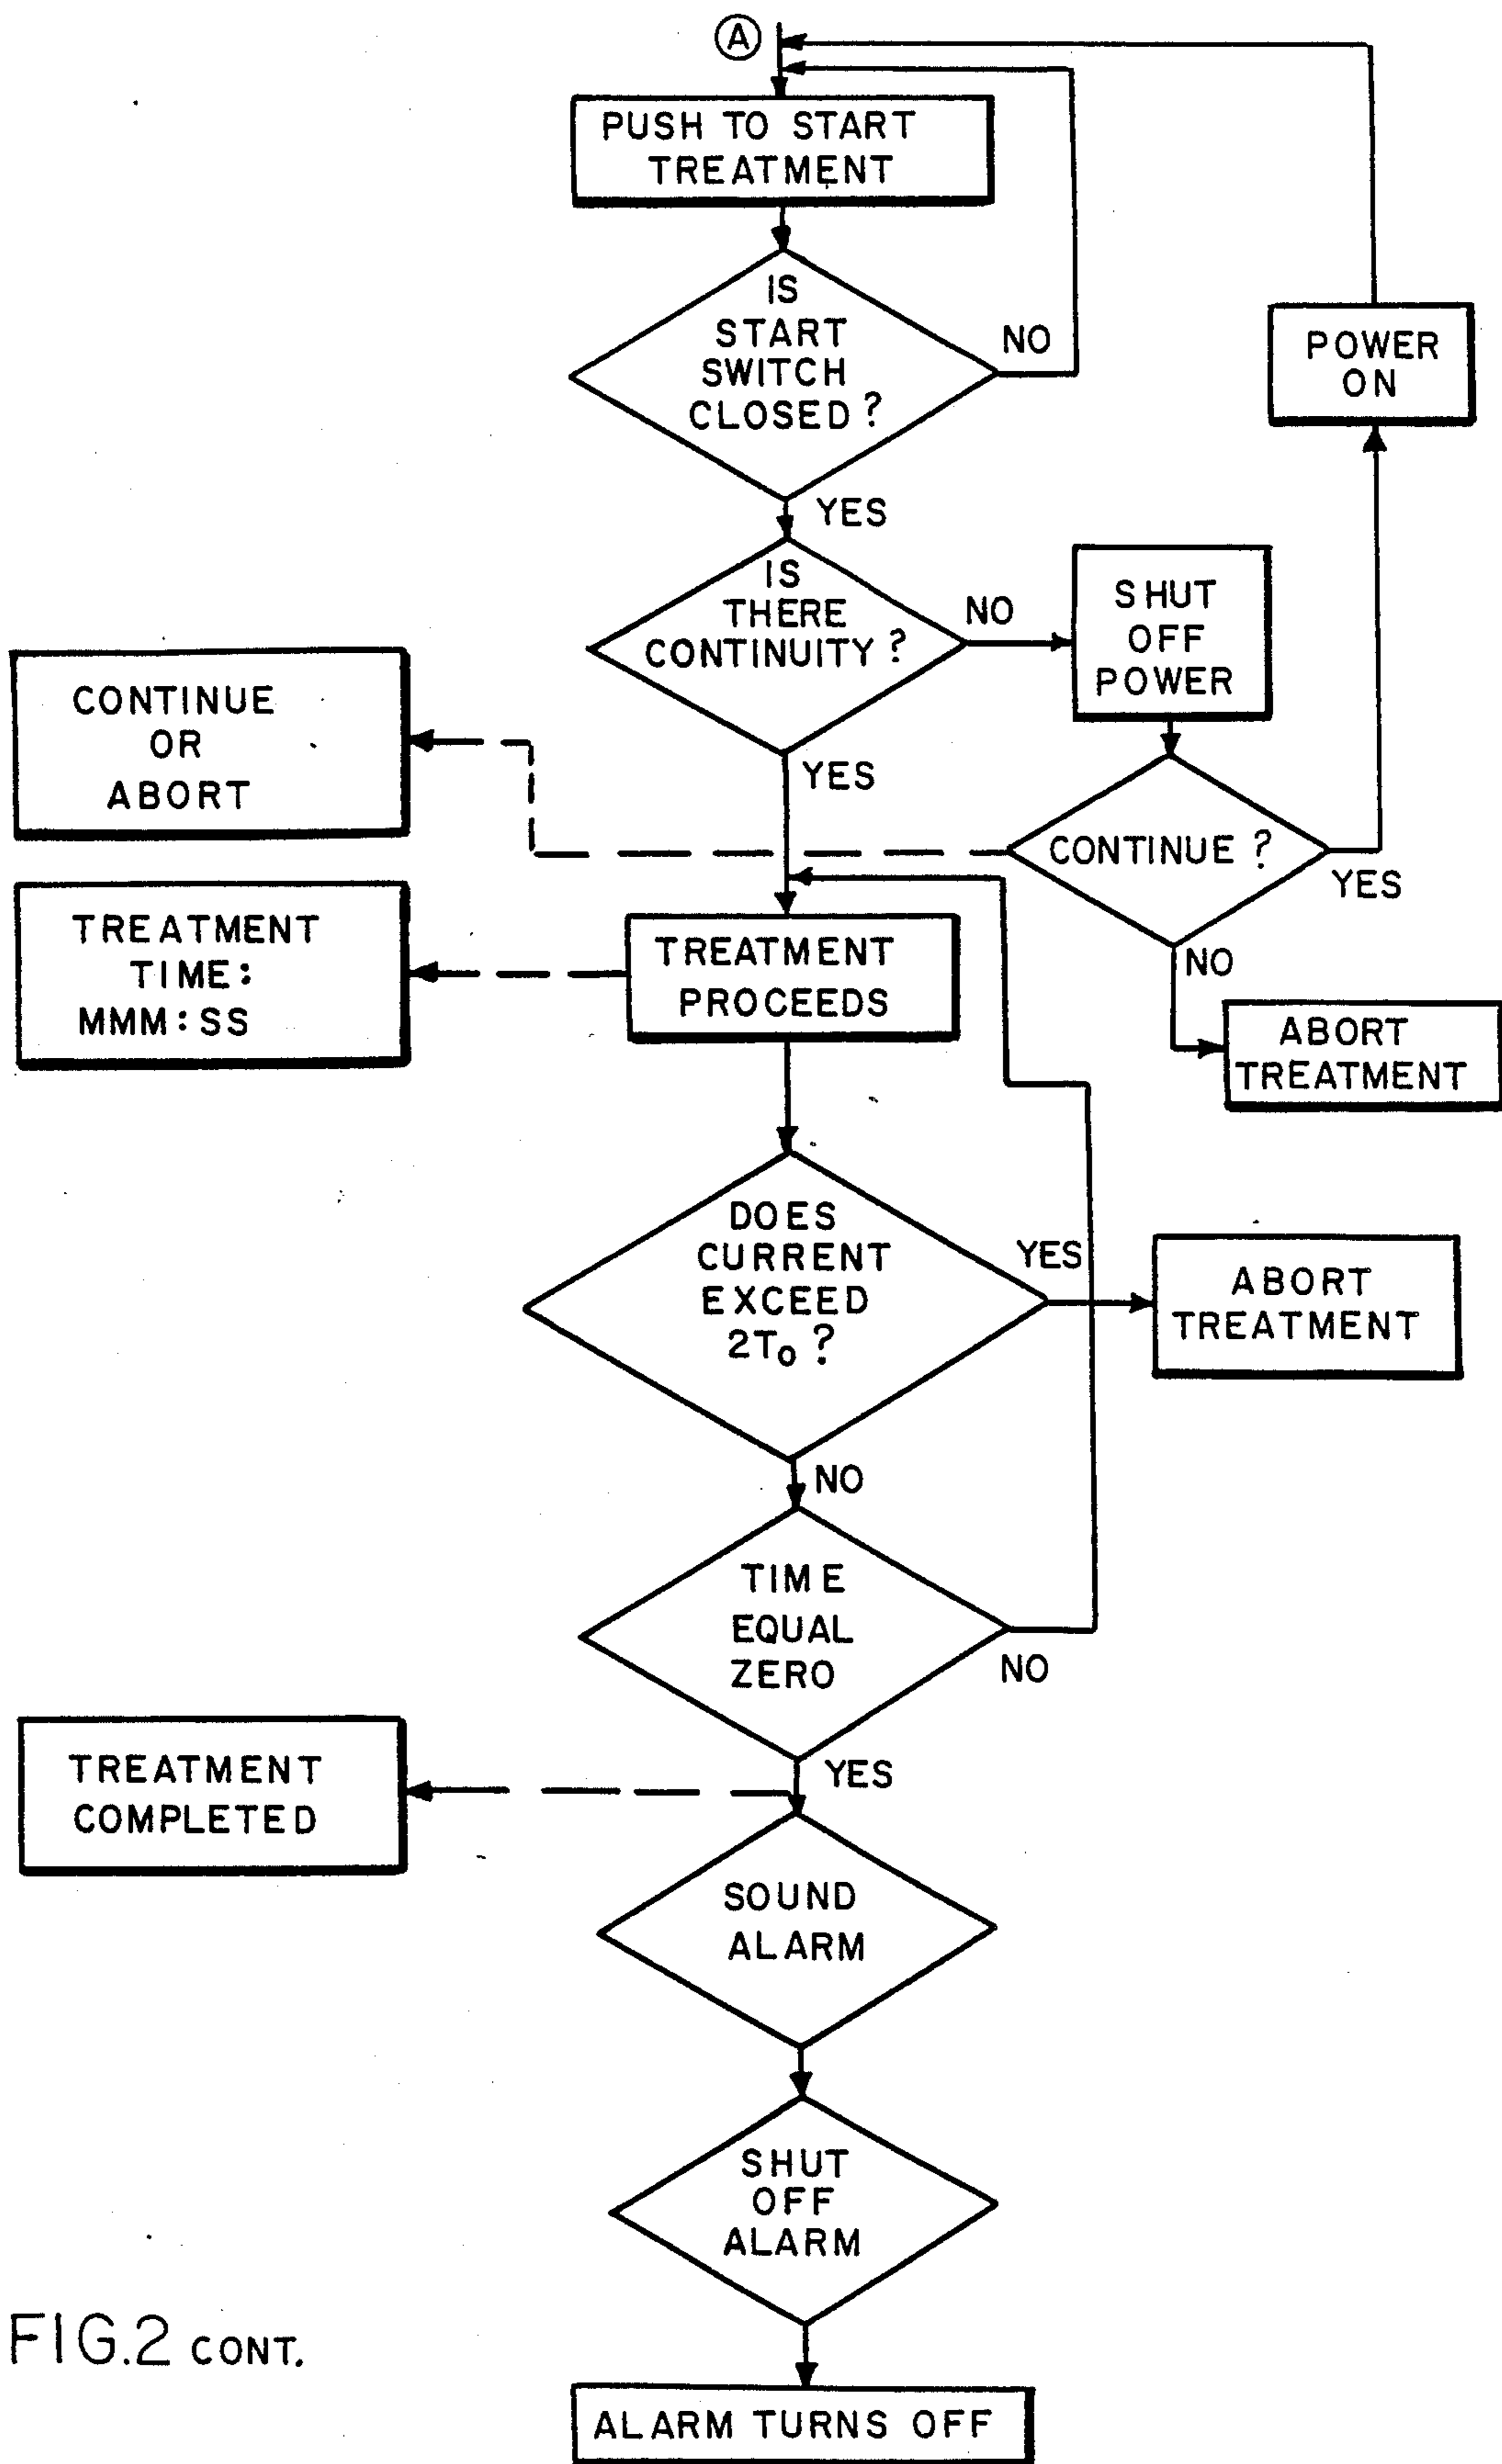 A
PUSH TO START
TREATMENT
IS
START
SWITCH
CLOSED?
NO
POWER
ON
YES
IS
THERE
CONTINUITY?
NO
SHUT
OFF
POWER
CONTINUE
OR
ABORT
YES
CONTINUE?
YES
NO
TREATMENT
TIME:
MMM:SS
TREATMENT
PROCEEDS
ABORT
TREATMENT
DOES
CURRENT
EXCEED
2T₀?
YES
ABORT
TREATMENT
NO
TIME
EQUAL
ZERO
NO
YES
TREATMENT
COMPLETED
SOUND
ALARM
SHUT
OFF
ALARM
FIG.2 CONT.
ALARM TURNS OFF